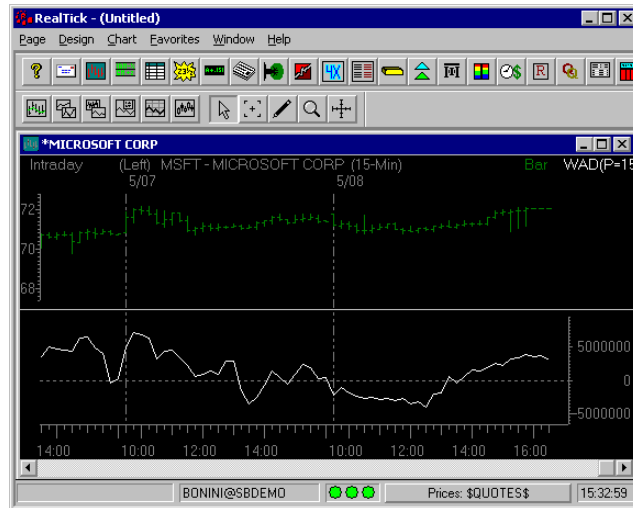 RealTick - (Untitled)
Page Design Chart Favorites Window Help
*MICROSOFT CORP
Intraday (Left) MSFT - MICROSOFT CORP (15-Min) Bar WAD(P=15
5/07 5/08
72
70
68
5000000
0
-5000000
14:00 10:00 12:00 14:00 10:00 12:00 14:00 16:00
BONINI@SBDEMO Prices: $QUOTES$ 15:32:59